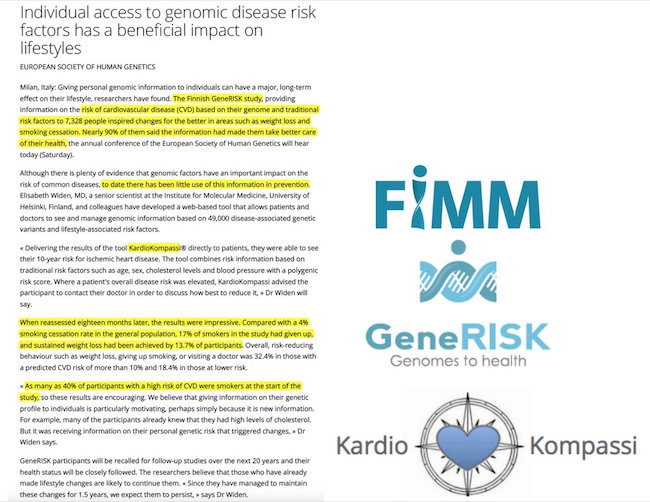 Individual access to genomic disease risk
factors has a beneficial impact on
lifestyles
EUROPEAN SOCIETY OF HUMAN GENETICS
Milan, Italy: Giving personal genomic information to individuals can have a major, long-term
effect on their lifestyle, researchers have found. The Finnish GeneRISK study, providing
information on the risk of cardiovascular disease (CVD) based on their genome and traditional
risk factors to 7,328 people inspired changes for the better in areas such as weight loss and
smoking cessation. Nearly 90% of them said the information had made them take better care
of their health, the annual conference of the European Society of Human Genetics will hear
today (Saturday).
Although there is plenty of evidence that genomic factors have an important impact on the
risk of common diseases, to date there has been little use of this information in prevention.
Elisabeth Widen, MD, a senior scientist at the Institute for Molecular Medicine, University of
Helsinki, Finland, and colleagues have developed a web-based tool that allows patients and
doctors to see and manage genomic information based on 49,000 disease-associated genetic
variants and lifestyle-associated risk factors.
« Delivering the results of the tool KardioKompassi® directly to patients, they were able to see
their 10-year risk for ischemic heart disease. The tool combines risk information based on
traditional risk factors such as age, sex, cholesterol levels and blood pressure with a polygenic
risk score. Where a patient's overall disease risk was elevated, KardioKompassi advised the
participant to contact their doctor in order to discuss how best to reduce it, » Dr Widen will
say.
When reassessed eighteen months later, the results were impressive. Compared with a 4%
smoking cessation rate in the general population, 17% of smokers in the study had given up,
and sustained weight loss had been achieved by 13.7% of participants. Overall, risk-reducing
behaviour such as weight loss, giving up smoking, or visiting a doctor was 32.4% in those with
a predicted CVD risk of more than 10% and 18.4% in those at lower risk.
« As many as 40% of participants with a high risk of CVD were smokers at the start of the
study, so these results are encouraging. We believe that giving information on their genetic
profile to individuals is particularly motivating, perhaps simply because it is new information.
For example, many of the participants already knew that they had high levels of cholesterol.
But it was receiving information on their personal genetic risk that triggered changes, » Dr
Widen says.
GeneRISK participants will be recalled for follow-up studies over the next 20 years and their
health status will be closely followed. The researchers believe that those who have already
made lifestyle changes are likely to continue them. « Since they have managed to maintain
these changes for 1.5 years, we expect them to persist, » says Dr Widen.
FiMM
GeneRISK
Genomes to health
Kardio Kompassi